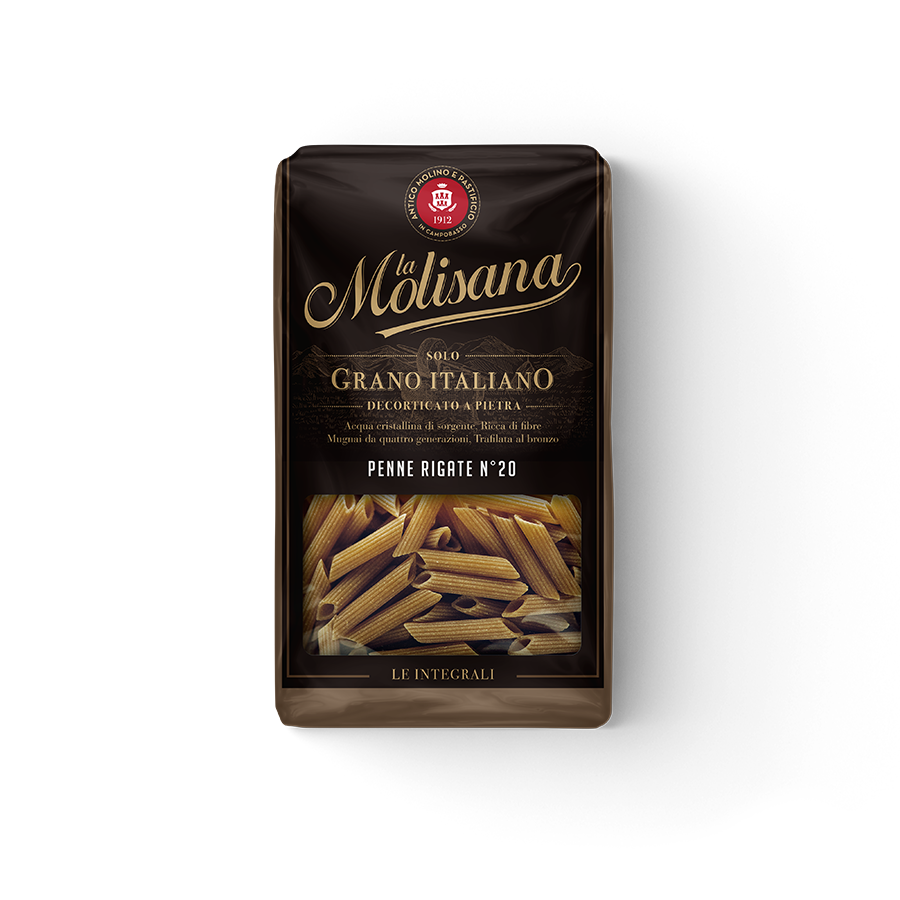 ANTICO MOLINO E PASTIFICIO
1912
IN CAMPOBASSO
la
Molisana
SOLO
GRANO ITALIANO
DECORTICATO A PIETRA
Acqua cristallina di sorgente, Ricca di fibre
Mugnai da quattro generazioni, Trafilata al bronzo
PENNE RIGATE N°20
LE INTEGRALI